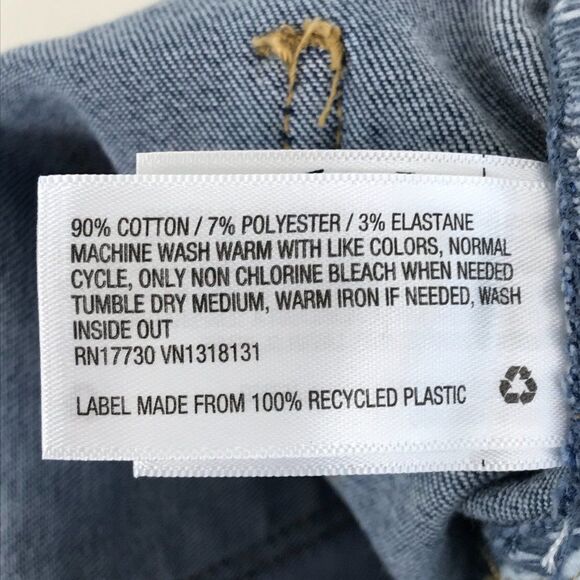 90% COTTON / 7% POLYESTER / 3% ELASTANE
MACHINE WASH WARM WITH LIKE COLORS, NORMAL
CYCLE, ONLY NON CHLORINE BLEACH WHEN NEEDED
TUMBLE DRY MEDIUM, WARM IRON IF NEEDED, WASH
INSIDE OUT
RN17730 VN1318131
LABEL MADE FROM 100% RECYCLED PLASTIC